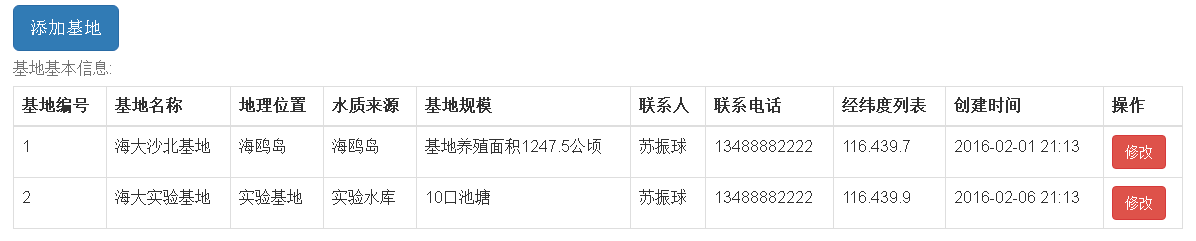 添加基地
基地基本信息:
基地编号 基地名称 地理位置 水质来源 基地规模 联系人 联系电话 经纬度列表 创建时间 操作
1 海大沙北基地 海鸥岛 海鸥岛 基地养殖面积1247.5公顷 苏振球 13488882222 116.439.7 2016-02-01 21:13 修改
2 海大实验基地 实验基地 实验水库 10口池塘 苏振球 13488882222 116.439.9 2016-02-06 21:13 修改